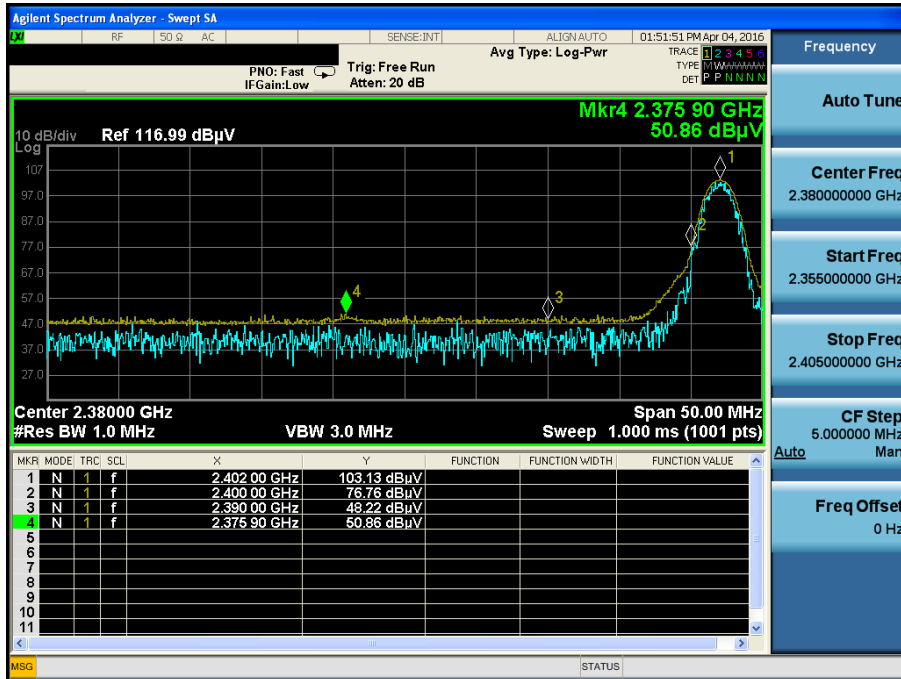 Agilent Spectrum Analyzer - Swept SA
LXI RF 50 Ω AC SENSE:INT ALIGN AUTO 01:51:51 PM Apr 04, 2016
Avg Type: Log-Pwr TRACE 1 2 3 4 5 6
PNO: Fast Trig: Free Run TYPE M W
IFGain:Low Atten: 20 dB DET P P N N N N
Mkr4 2.375 90 GHz
50.86 dBµV
10 dB/div Ref 116.99 dBµV
Log
107
97.0
87.0
77.0
67.0
57.0
47.0
37.0
27.0
1
2
3
4
Center 2.38000 GHz Span 50.00 MHz
#Res BW 1.0 MHz VBW 3.0 MHz Sweep 1.000 ms (1001 pts)
MKR MODE TRC SCL X Y FUNCTION FUNCTION WIDTH FUNCTION VALUE
1 N 1 f 2.402 00 GHz 103.13 dBµV
2 N 1 f 2.400 00 GHz 76.76 dBµV
3 N 1 f 2.390 00 GHz 48.22 dBµV
4 N 1 f 2.375 90 GHz 50.86 dBµV
5
6
7
8
9
10
11
MSG STATUS
Frequency
Auto Tune
Center Freq
2.380000000 GHz
Start Freq
2.355000000 GHz
Stop Freq
2.405000000 GHz
CF Step
5.000000 MHz
Auto Man
Freq Offset
0 Hz